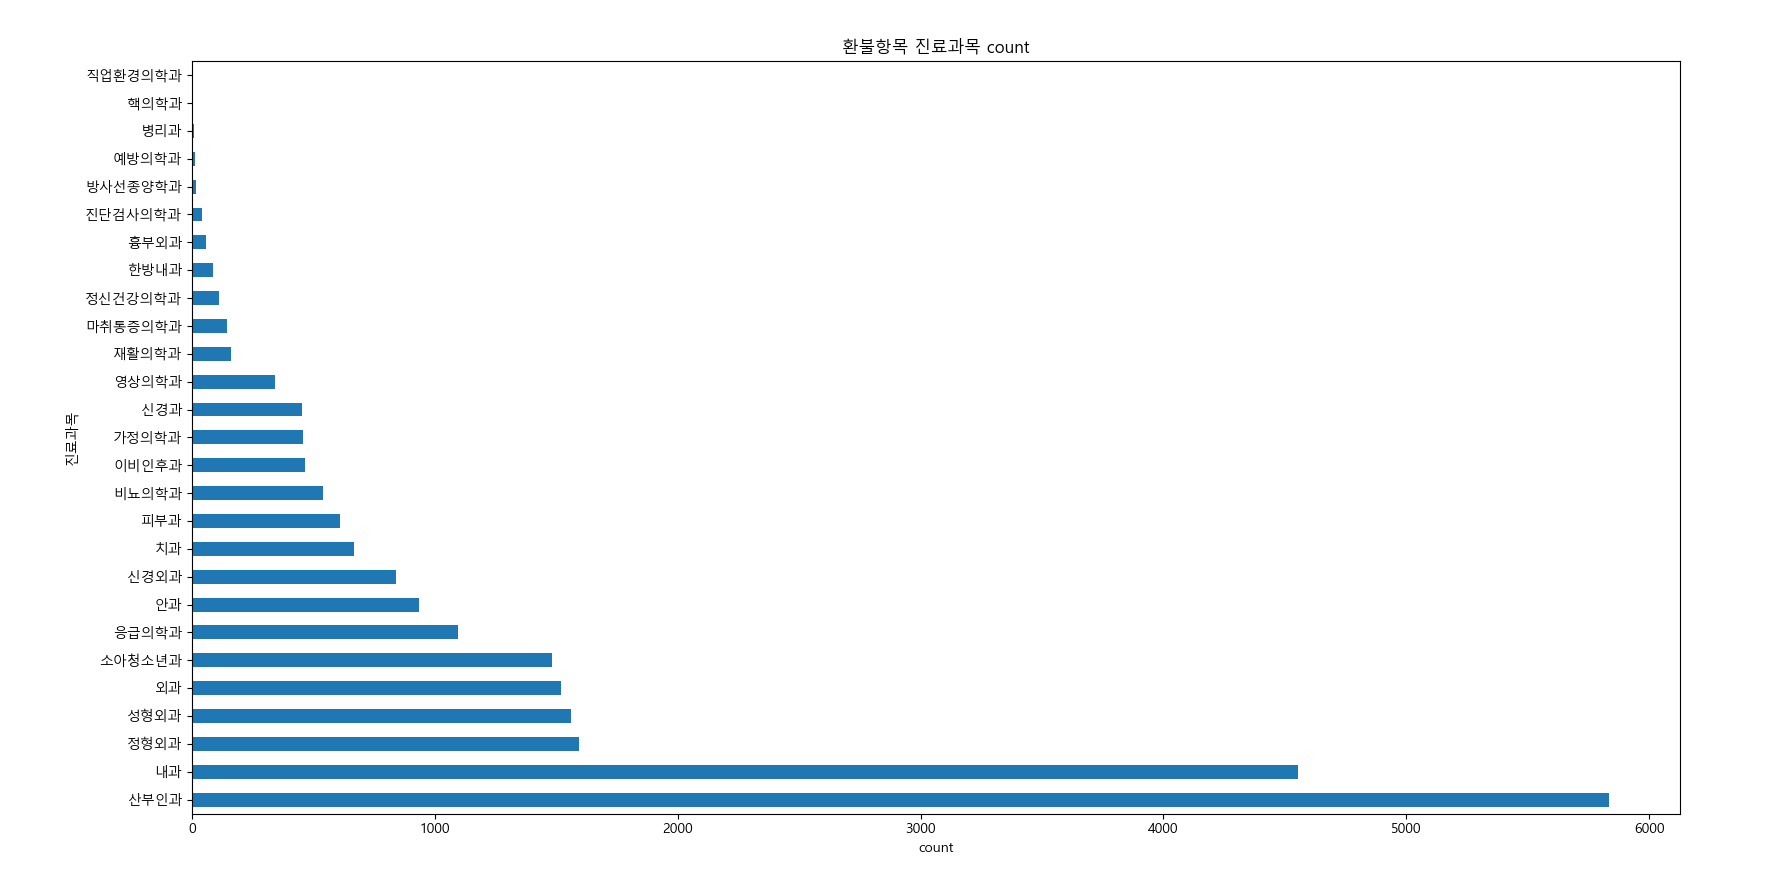 환불항목 진료과목 count
직업환경의학과
핵의학과
병리과
예방의학과
방사선종양학과
진단검사의학과
흉부외과
한방내과
정신건강의학과
마취통증의학과
재활의학과
영상의학과
신경과
가정의학과
이비인후과
비뇨의학과
피부과
치과
신경외과
안과
응급의학과
소아청소년과
외과
성형외과
정형외과
내과
산부인과
진료과목
0 1000 2000 3000 4000 5000 6000
count